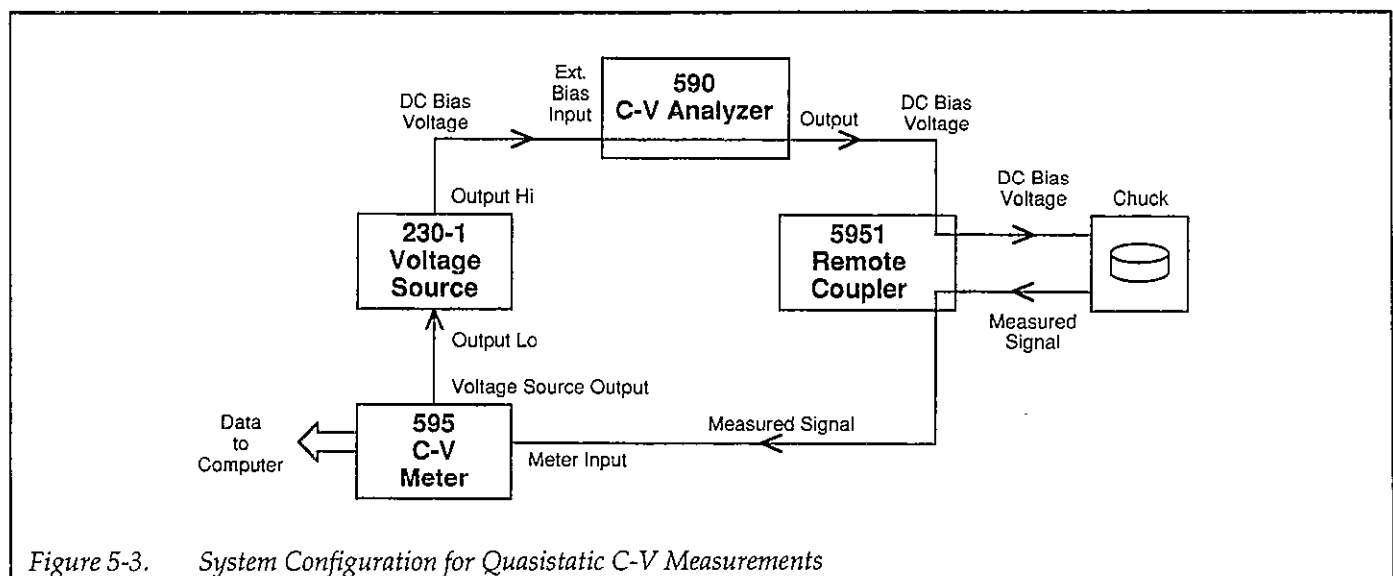 Ext.
Bias
Input
590
C-V Analyzer
DC Bias
Voltage
Output
DC Bias
Voltage
DC Bias
Voltage
Chuck
Output Hi
230-1
Voltage
Source
5951
Remote
Coupler
Measured
Signal
Output Lo
Voltage Source Output
Data
to
Computer
595
C-V
Meter
Meter Input
Measured Signal
Figure 5-3. System Configuration for Quasistatic C-V Measurements